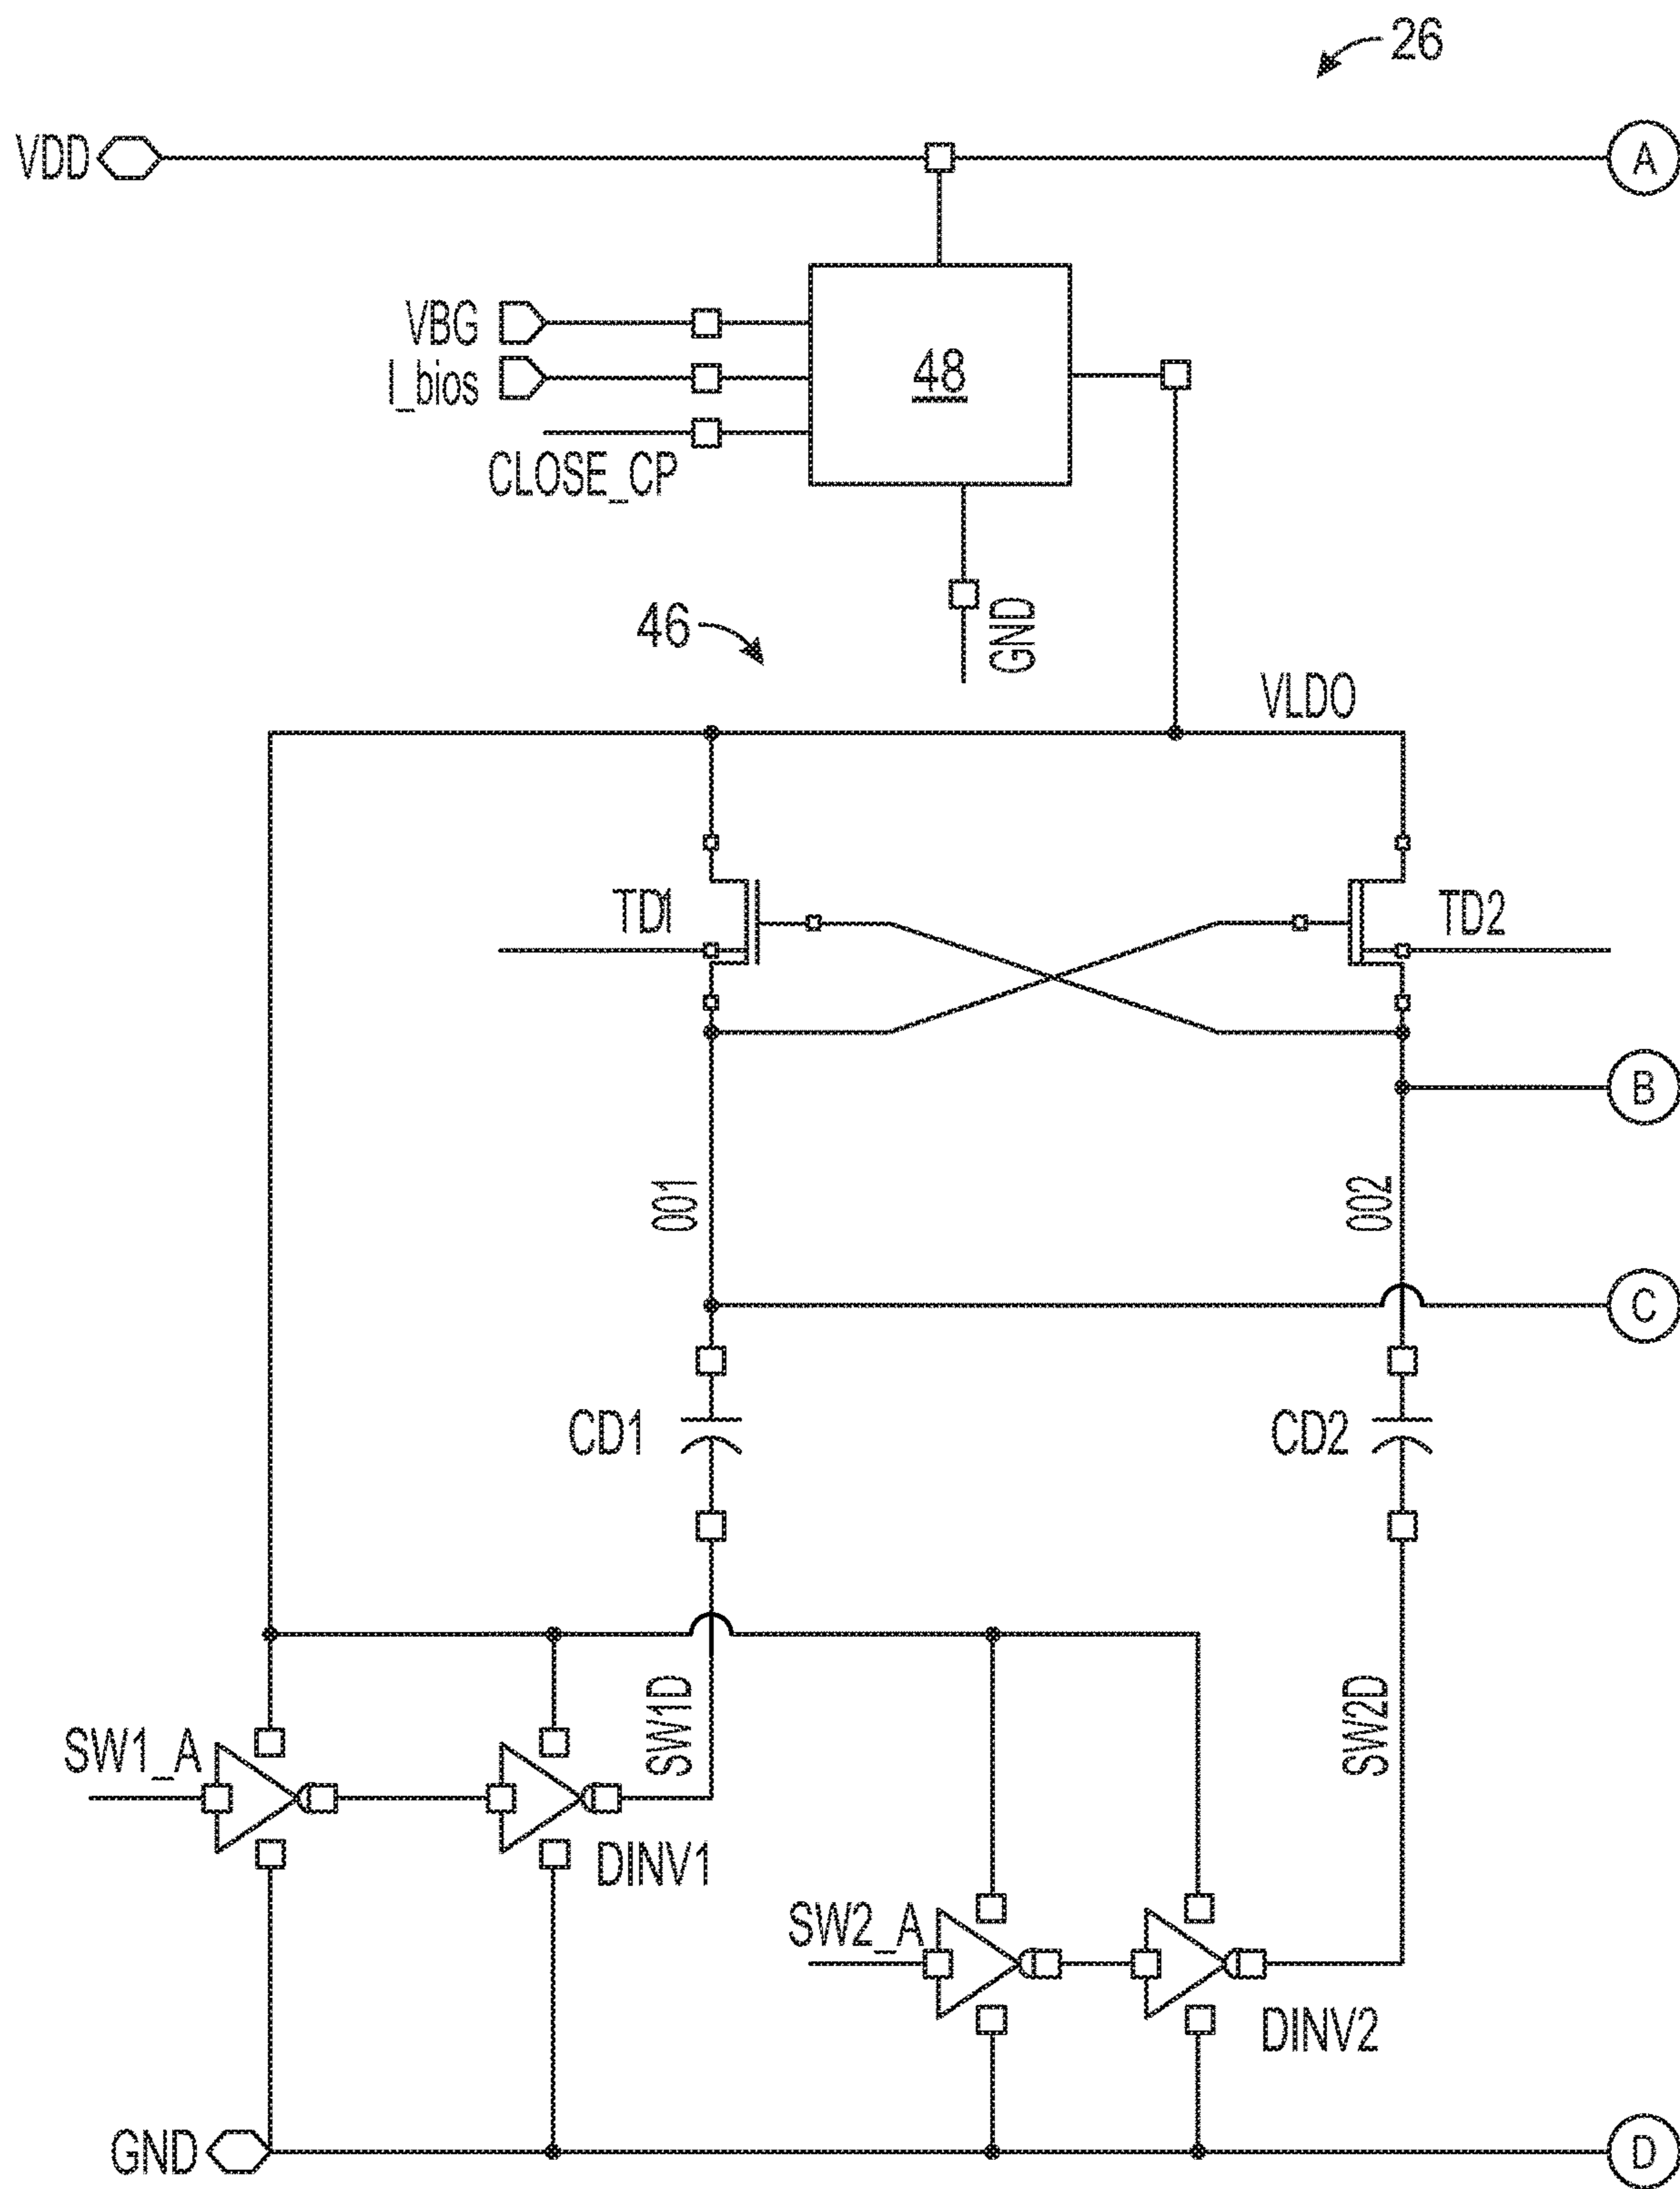 26
VDD
A
VBG
I_bios
CLOSE_CP
48
GND
46
VLDO
TD1
TD2
B
001
002
C
CD1
CD2
SW1_A
SW1D
SW2D
DINV1
SW2_A
DINV2
GND
D